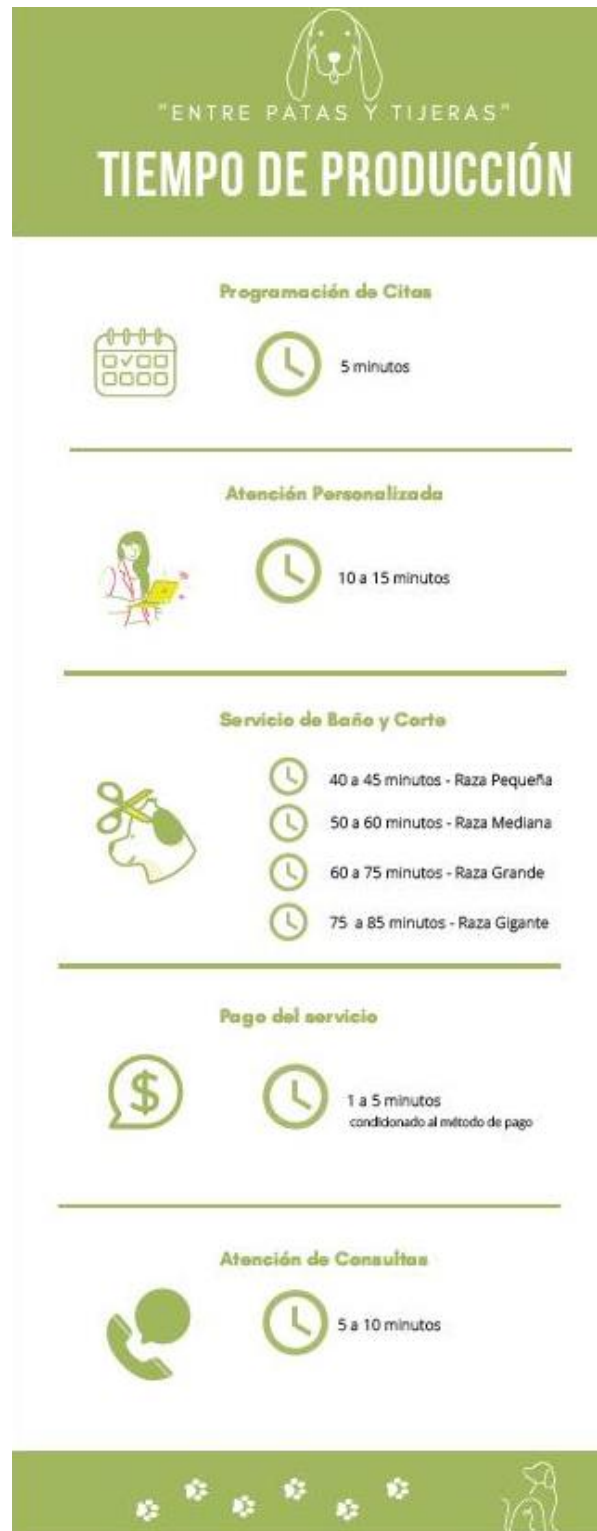 "ENTRE PATAS Y TIJERAS"
TIEMPO DE PRODUCCIÓN
Programación de Citas
5 minutos
Atención Personalizada
10 a 15 minutos
Servicio de Baño y Corte
40 a 45 minutos - Raza Pequeña
50 a 60 minutos - Raza Mediana
60 a 75 minutos - Raza Grande
75 a 85 minutos - Raza Gigante
Pago del servicio
$
1 a 5 minutos
condicionado al método de pago
Atención de Consultas
5 a 10 minutos